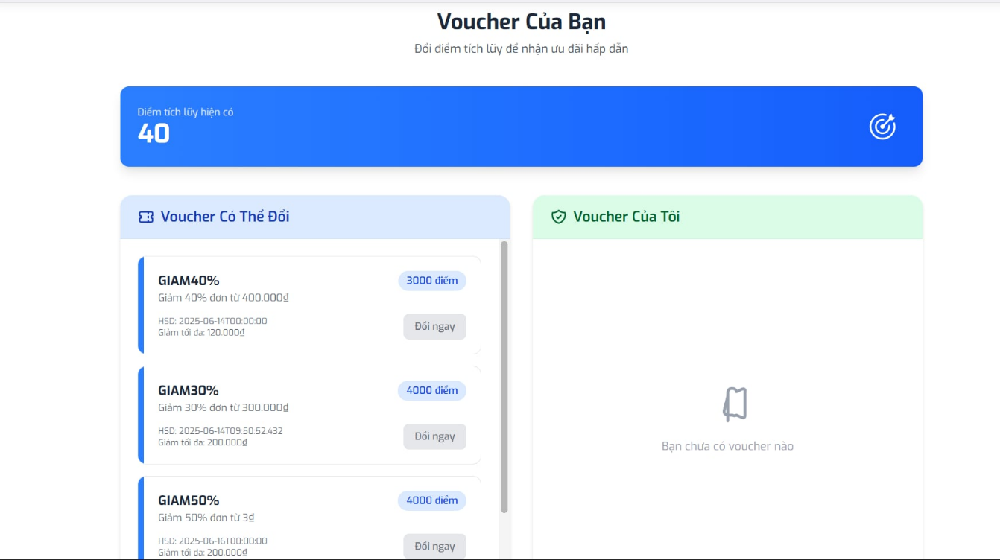 Voucher Của Bạn
Đổi điểm tích lũy để nhận ưu đãi hấp dẫn
Điểm tích lũy hiện có
40
Voucher Có Thể Đổi
GIAM40%
3000 điểm
Giảm 40% đơn từ 400.000₫
HSD: 2025-06-14T00:00:00
Giảm tối đa: 120.000₫
Đổi ngay
GIAM30%
4000 điểm
Giảm 30% đơn từ 300.000₫
HSD: 2025-06-14T09:50:52.432
Giảm tối đa: 200.000₫
Đổi ngay
GIAM50%
4000 điểm
Giảm 50% đơn từ 3₫
HSD: 2025-06-16T00:00:00
Giảm tối đa: 200.000₫
Đổi ngay
Voucher Của Tôi
Bạn chưa có voucher nào